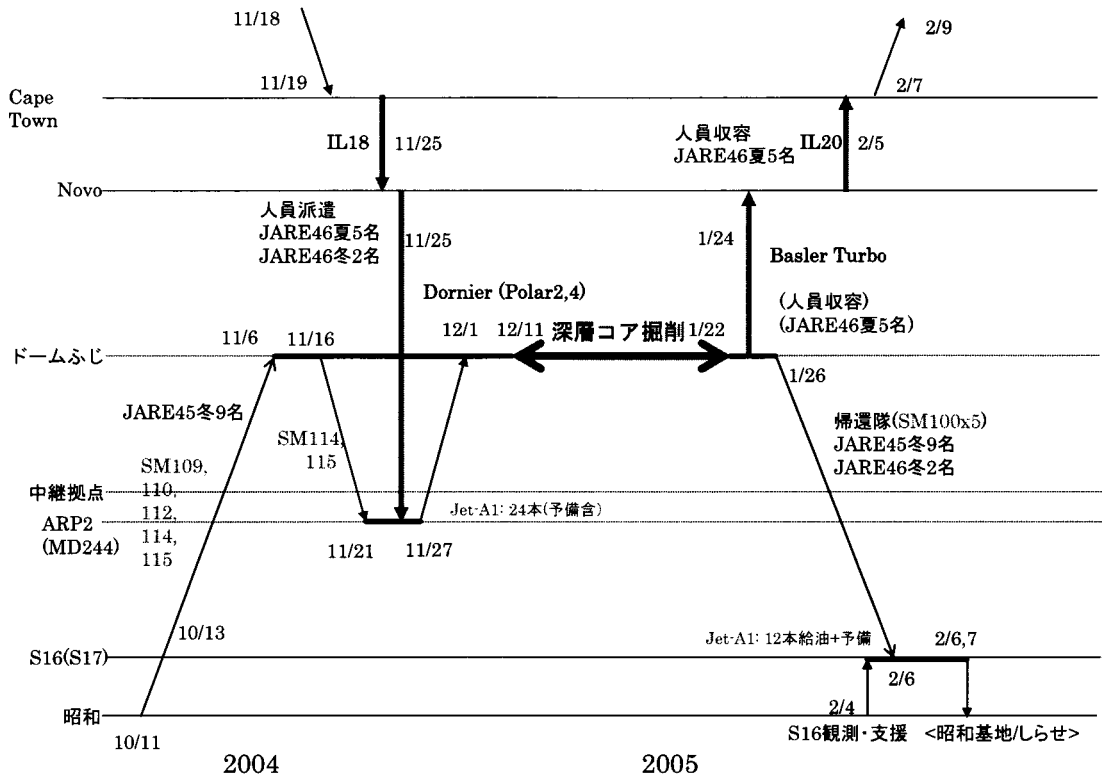 11/18
2/9
11/19
2/7
Cape
Town
IL18
11/25
人員収容
JARE46夏5名
IL20
2/5
Novo
人員派遣
JARE46夏5名
JARE46冬2名
11/25
1/24
Basler Turbo
Dornier (Polar2,4)
(人員収容)
(JARE46夏5名)
11/6
11/16
12/1
12/11
深層コア掘削
1/22
ドームふじ
1/26
JARE45冬9名
SM114,
115
帰還隊(SM100x5)
JARE45冬9名
JARE46冬2名
SM109,
110,
112,
114,
115
中継拠点
ARP2
(MD244)
Jet-A1: 24本(予備含)
11/21
11/27
10/13
Jet-A1: 12本給油+予備
2/6,7
S16(S17)
2/6
2/4
昭和
S16観測・支援 <昭和基地/しらせ>
10/11
2004
2005